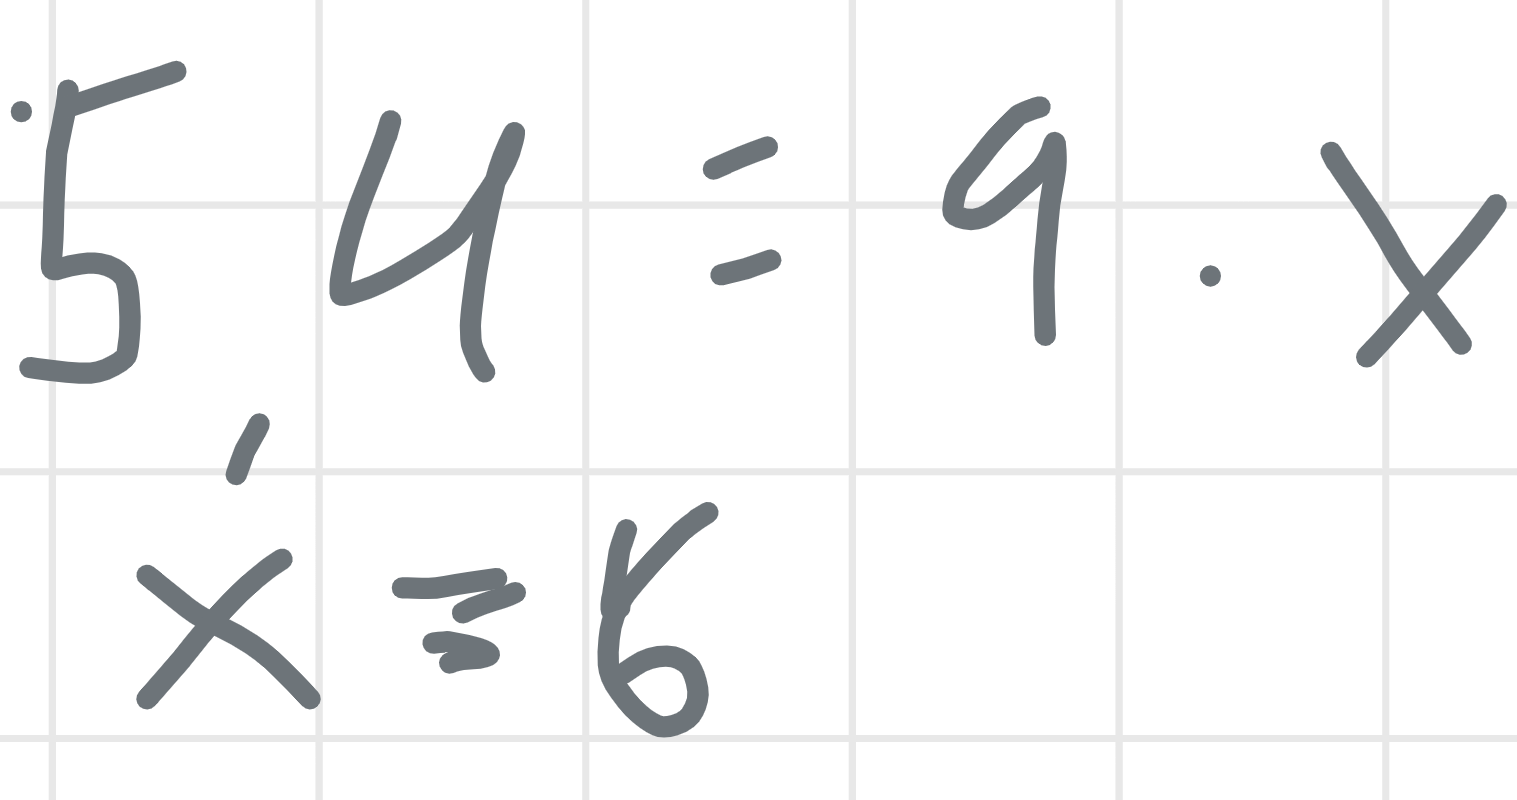 54 = 9 · x
x = 6